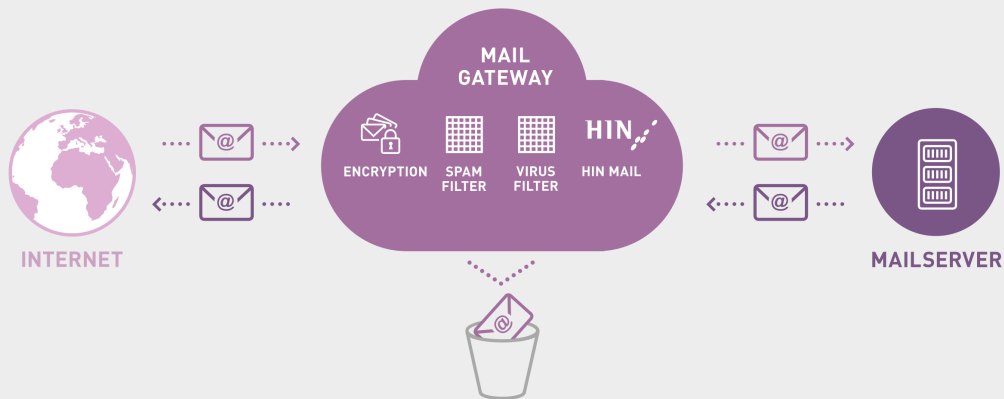 MAIL
GATEWAY
@
@
HIN
@
@
ENCRYPTION
SPAM
FILTER
VIRUS
FILTER
HIN MAIL
INTERNET
MAILSERVER
@